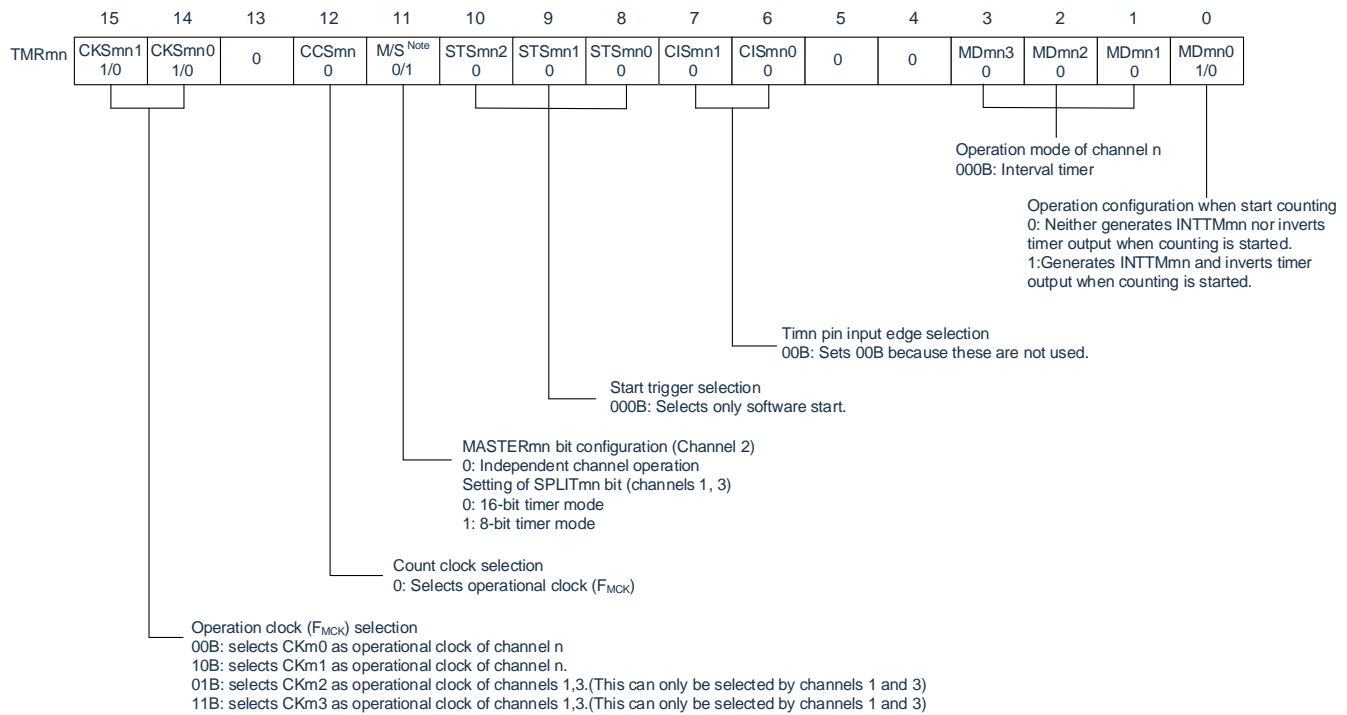 15 14 13 12 11 10 9 8 7 6 5 4 3 2 1 0
TMRmn CKSmn1 CKSmn0 0 CCSmn M/S Note STSmn2 STSmn1 STSmn0 CISmn1 CISmn0 0 0 MDmn3 MDmn2 MDmn1 MDmn0
1/0 1/0 0 0/1 0 0 0 0 0 0 0 0 1/0
Operation mode of channel n
000B: Interval timer
Operation configuration when start counting
0: Neither generates INTTMmn nor inverts
timer output when counting is started.
1:Generates INTTMmn and inverts timer
output when counting is started.
Timn pin input edge selection
00B: Sets 00B because these are not used.
Start trigger selection
000B: Selects only software start.
MASTERmn bit configuration (Channel 2)
0: Independent channel operation
Setting of SPLITmn bit (channels 1, 3)
0: 16-bit timer mode
1: 8-bit timer mode
Count clock selection
0: Selects operational clock (FMCK)
Operation clock (FMCK) selection
00B: selects CKm0 as operational clock of channel n
10B: selects CKm1 as operational clock of channel n.
01B: selects CKm2 as operational clock of channels 1,3.(This can only be selected by channels 1 and 3)
11B: selects CKm3 as operational clock of channels 1,3.(This can only be selected by channels 1 and 3)